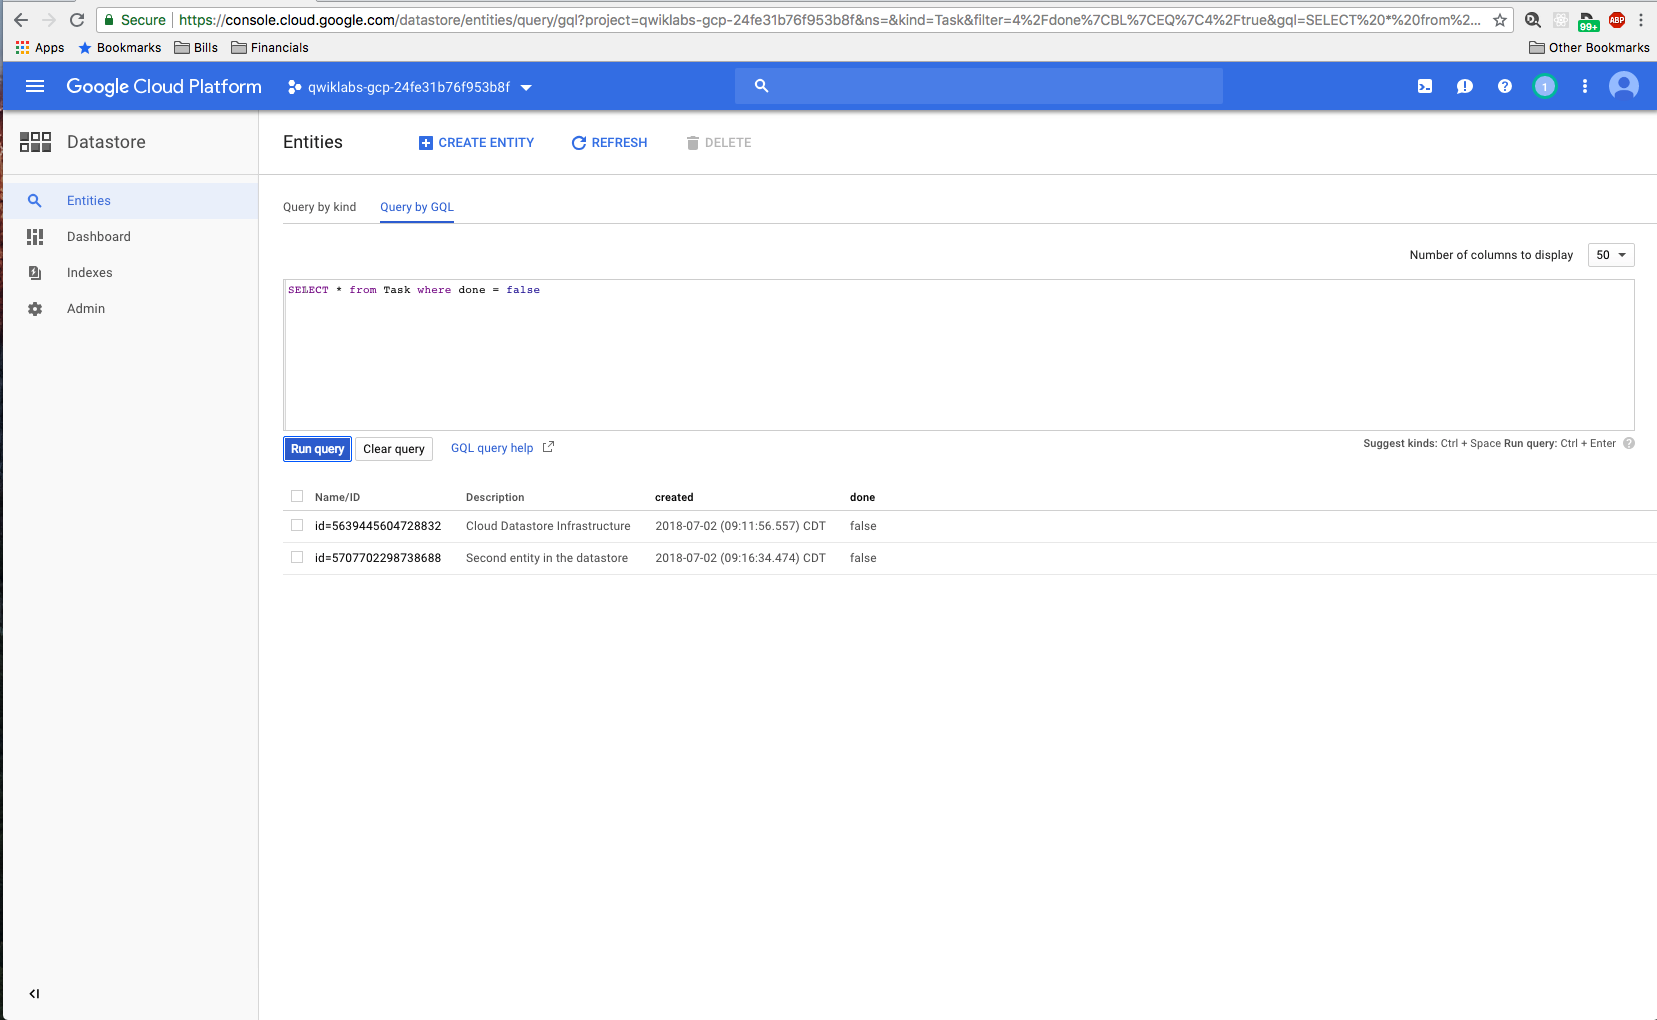 Secure https://console.cloud.google.com/datastore/entities/query/gql?project=qwiklabs-gcp-24fe31b76f953b8f&ns=&kind=Task&filter=4%2Fdone%7CBL%7CEQ%7C4%2Ftrue&gql=SELECT%20*%20from%2...
99+
ABP
Apps Bookmarks Bills Financials Other Bookmarks
Google Cloud Platform qwiklabs-gcp-24fe31b76f953b8f 1
Datastore
Entities CREATE ENTITY REFRESH DELETE
Entities
Dashboard
Indexes
Admin
Query by kind Query by GQL
Number of columns to display 50
SELECT * from Task where done = false
Run query Clear query GQL query help Suggest kinds: Ctrl + Space Run query: Ctrl + Enter
Name/ID Description created done
id=5639445604728832 Cloud Datastore Infrastructure 2018-07-02 (09:11:56.557) CDT false
id=5707702298738688 Second entity in the datastore 2018-07-02 (09:16:34.474) CDT false